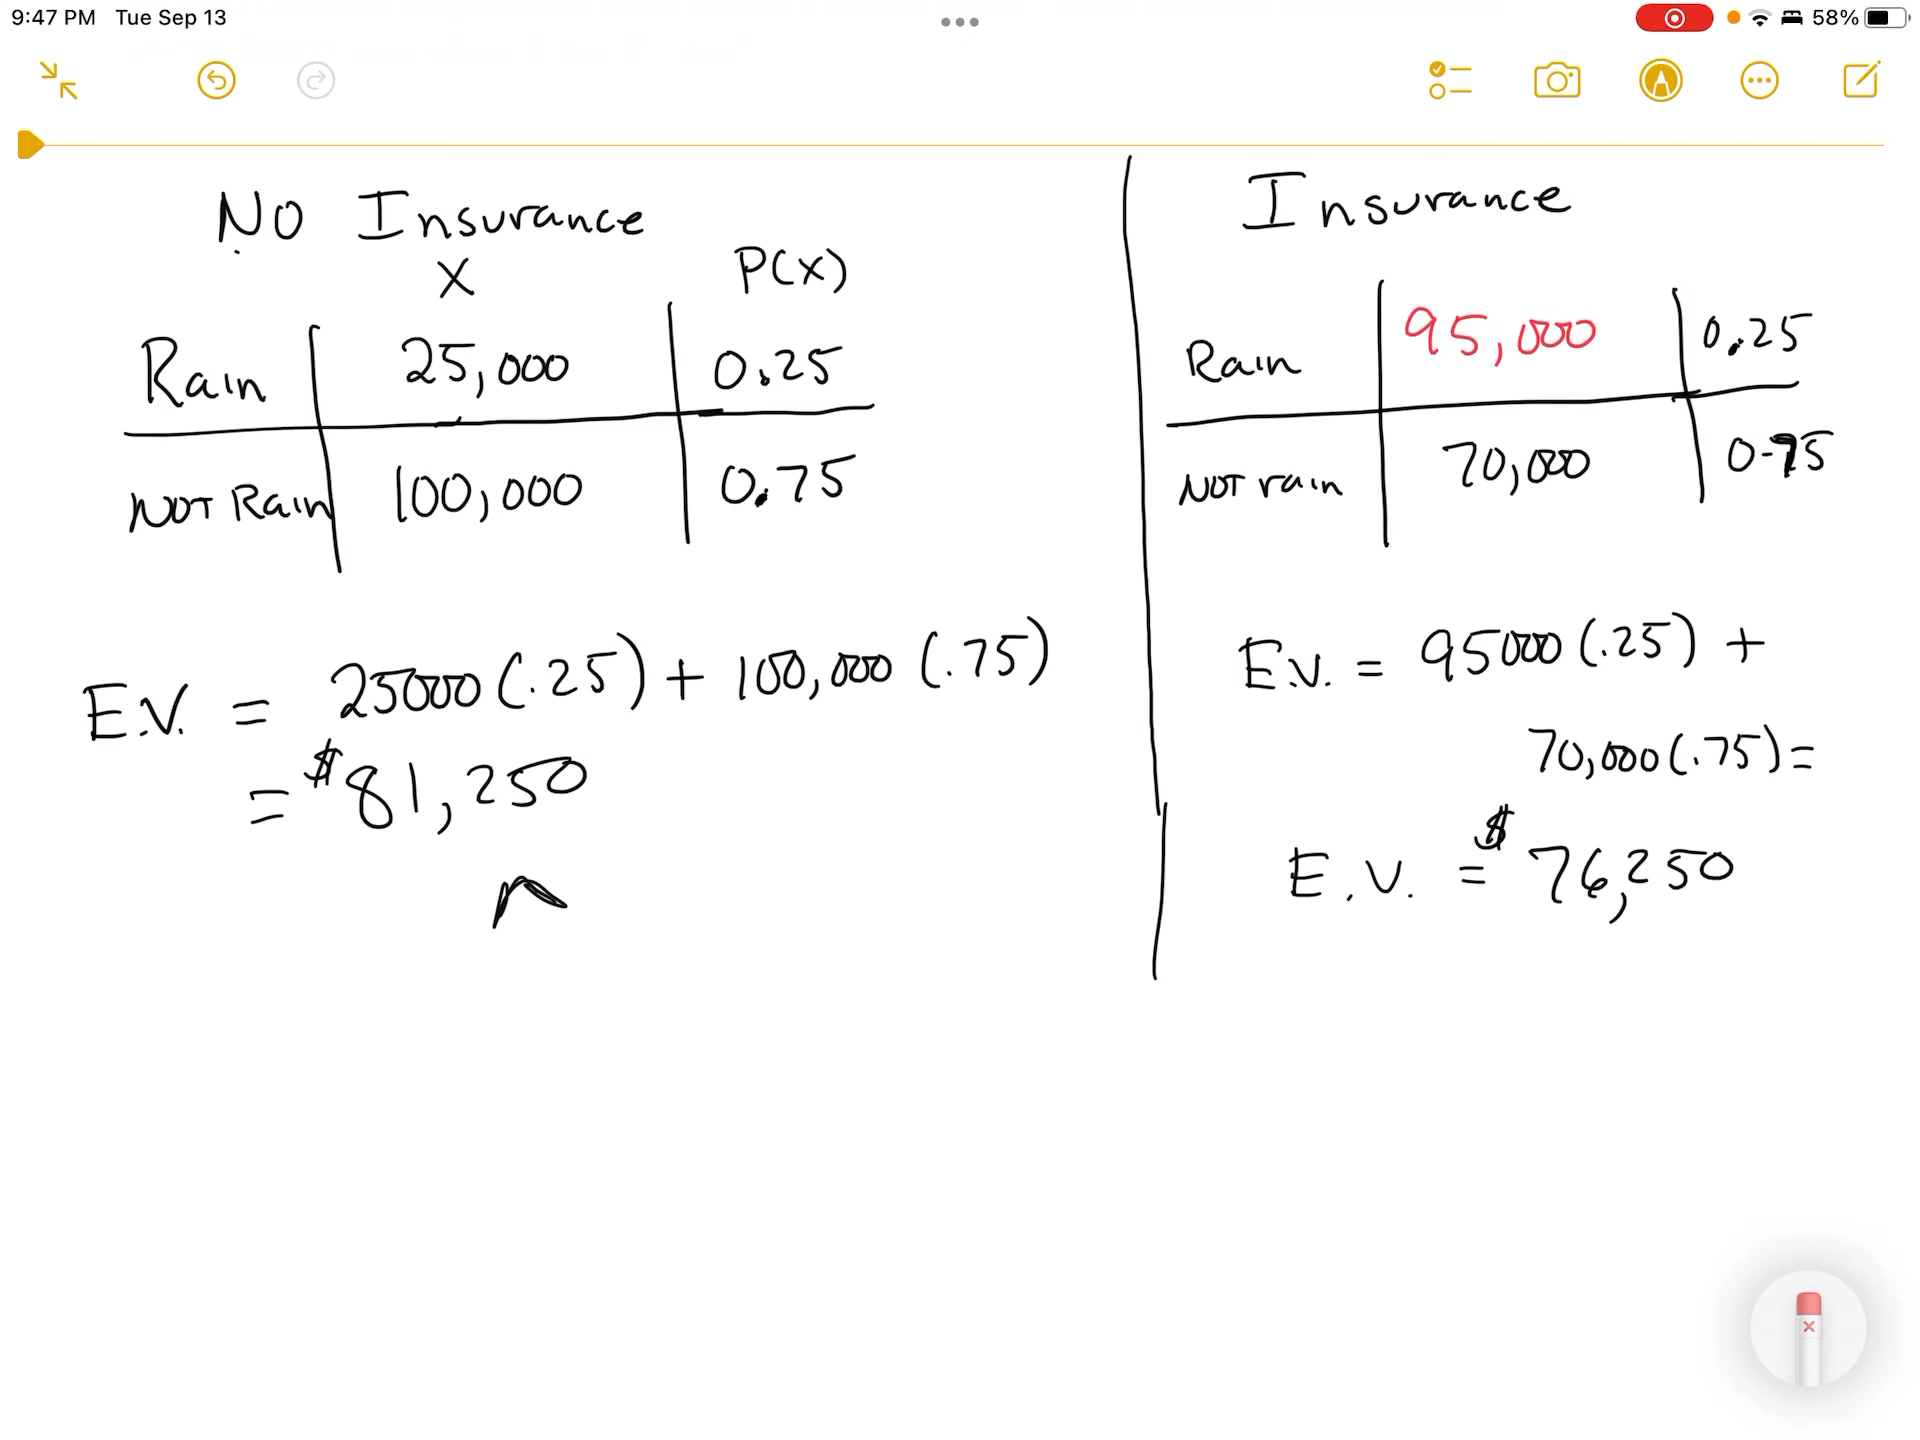 9:47 PM Tue Sep 13 58%
No Insurance
X P(X)
Rain 25,000 0.25
NOT Rain 100,000 0.75
E.V. = 25000 (.25) + 100,000 (.75)
= $81,250
Insurance
Rain 95,000 0.25
NOT rain 70,000 0.75
E.V. = 95000 (.25) +
70,000 (.75) =
E.V. = $76,250